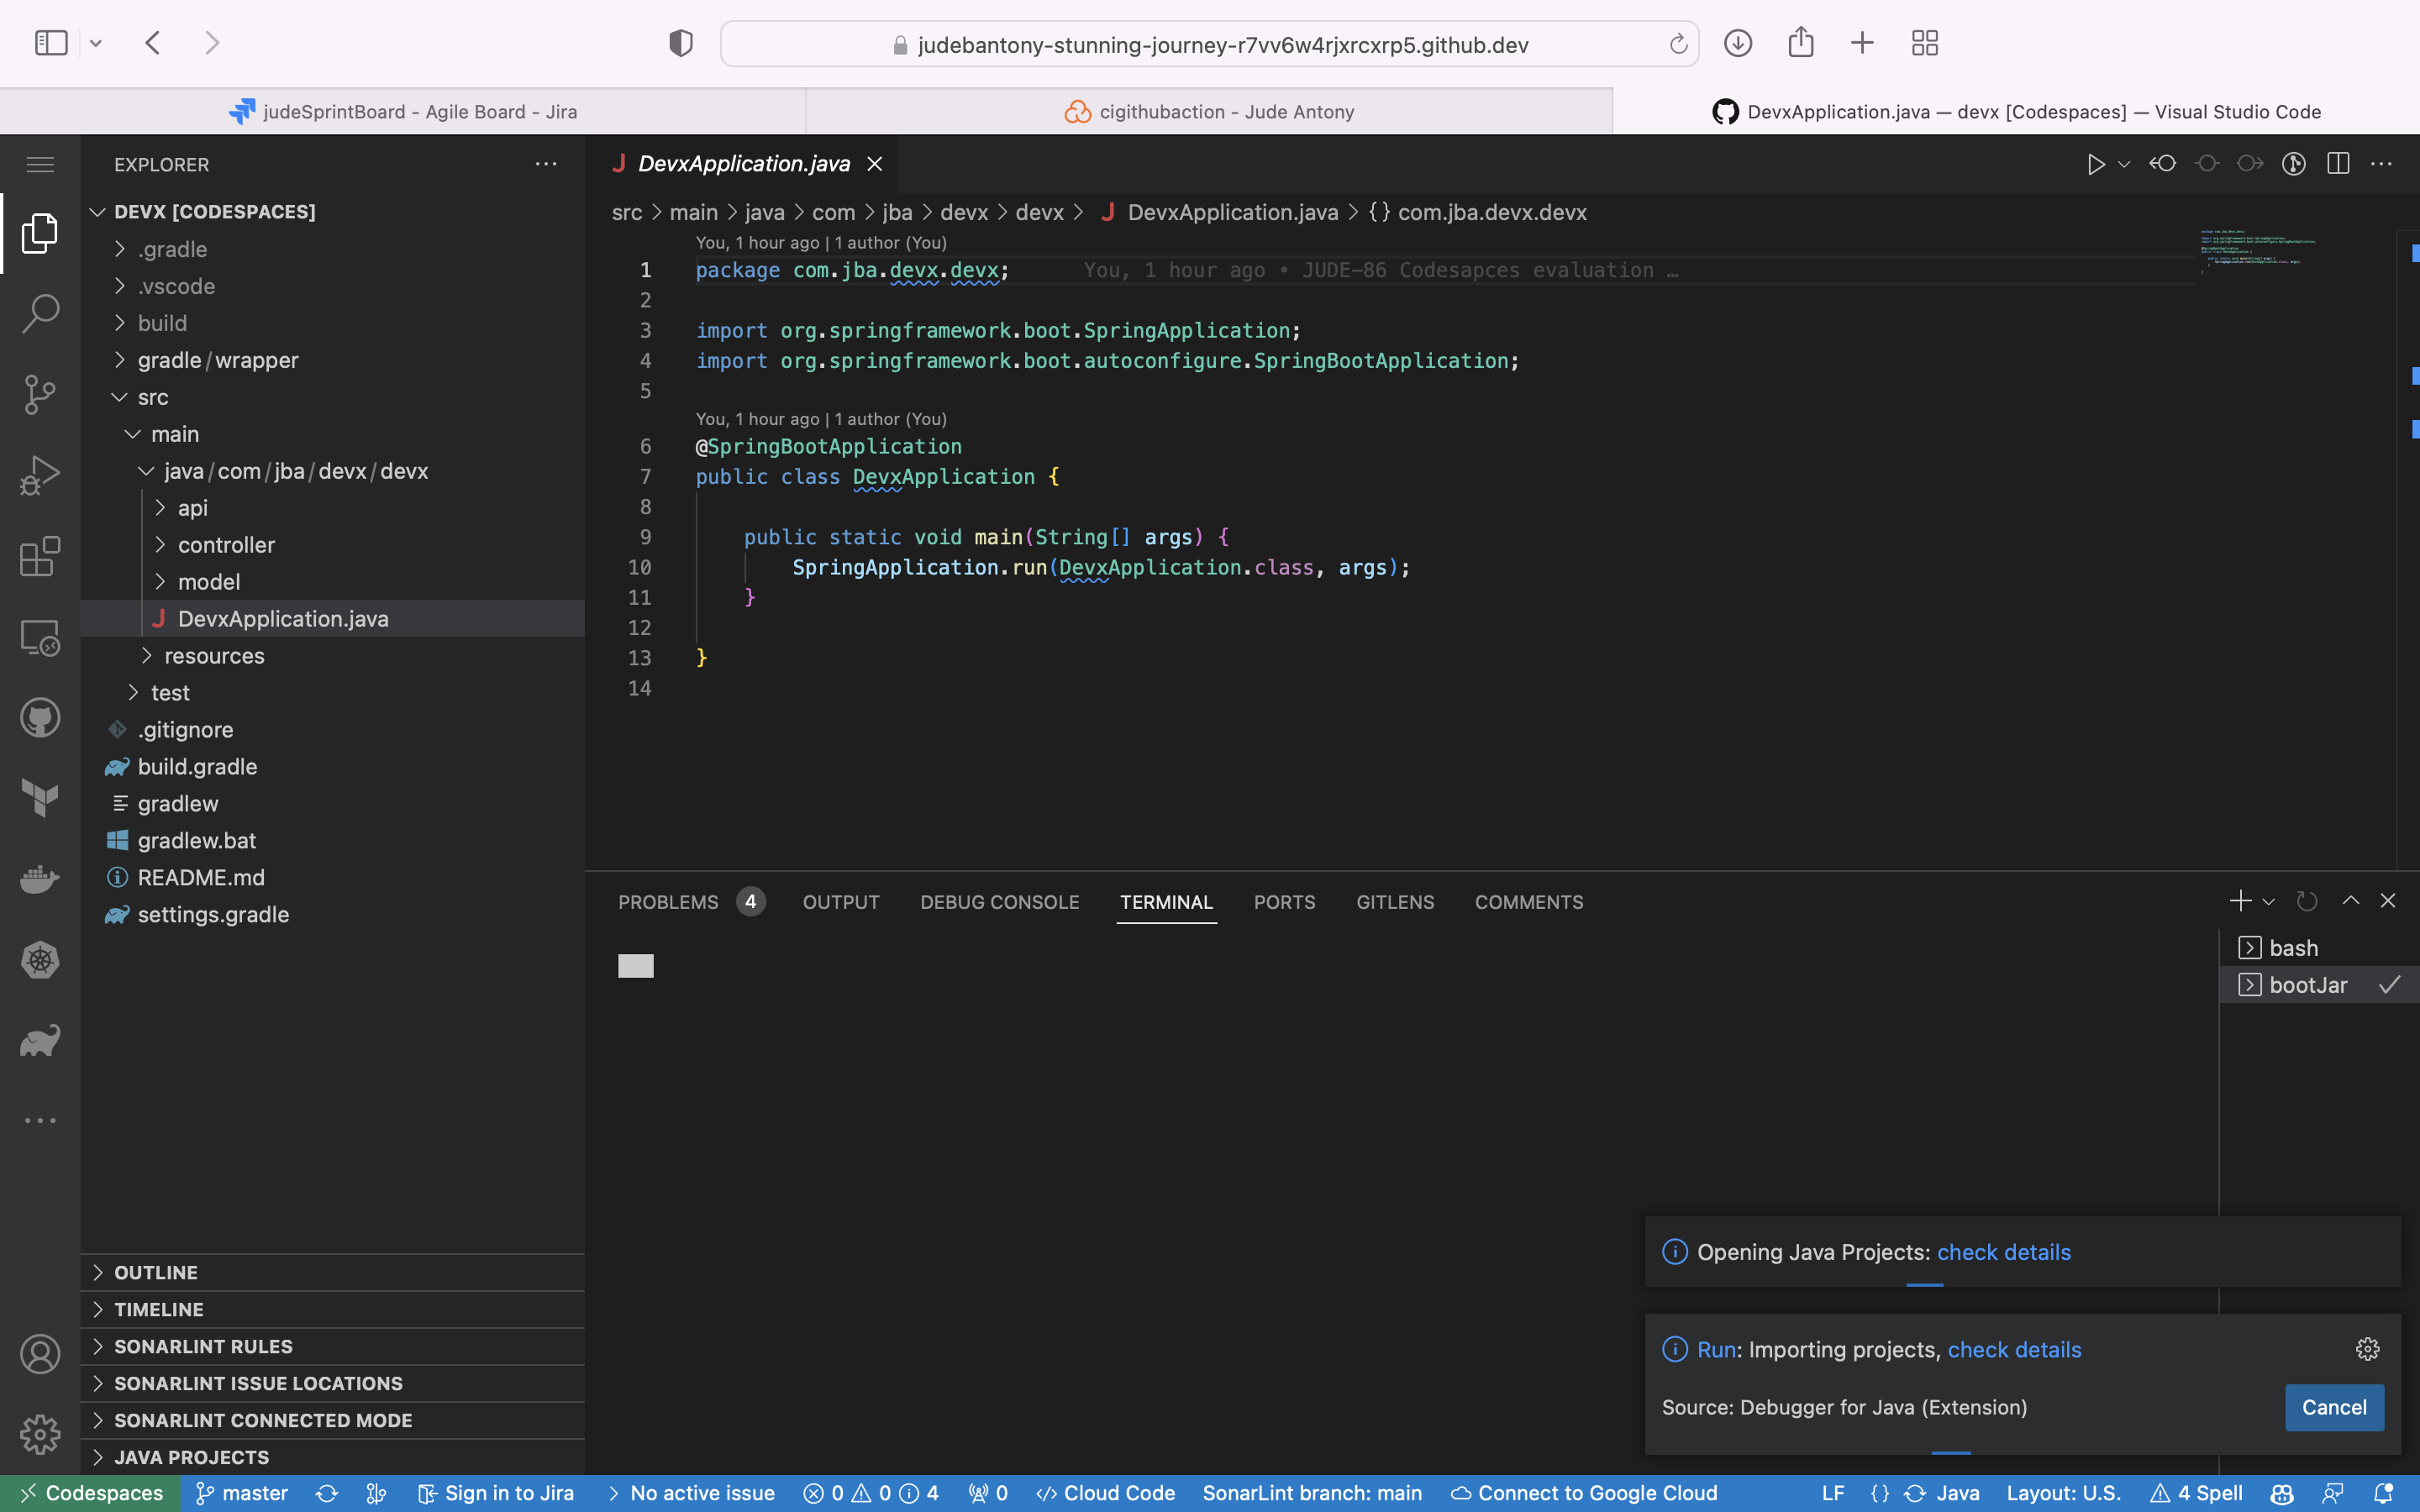 judebantony-stunning-journey-r7vv6w4rjxrcxrp5.github.dev
judeSprintBoard - Agile Board - Jira
cigithubaction - Jude Antony
DevxApplication.java — devx [Codespaces] — Visual Studio Code
EXPLORER
DEVX [CODESPACES]
.gradle
.vscode
build
gradle/wrapper
src
main
java/com/jba/devx/devx
api
controller
model
DevxApplication.java
resources
test
.gitignore
build.gradle
gradlew
gradlew.bat
README.md
settings.gradle
OUTLINE
TIMELINE
SONARLINT RULES
SONARLINT ISSUE LOCATIONS
SONARLINT CONNECTED MODE
JAVA PROJECTS
DevxApplication.java
src > main > java > com > jba > devx > devx > DevxApplication.java > {} com.jba.devx.devx
You, 1 hour ago | 1 author (You)
1 package com.jba.devx.devx; You, 1 hour ago • JUDE-86 Codesapces evaluation …
2
3 import org.springframework.boot.SpringApplication;
4 import org.springframework.boot.autoconfigure.SpringBootApplication;
5
You, 1 hour ago | 1 author (You)
6 @SpringBootApplication
7 public class DevxApplication {
8
9 public static void main(String[] args) {
10 SpringApplication.run(DevxApplication.class, args);
11 }
12
13 }
14
PROBLEMS 4 OUTPUT DEBUG CONSOLE TERMINAL PORTS GITLENS COMMENTS
bash
bootJar
Opening Java Projects: check details
Run: Importing projects, check details
Source: Debugger for Java (Extension)
Cancel
Codespaces master Sign in to Jira No active issue 0 0 4 0 Cloud Code SonarLint branch: main Connect to Google Cloud LF {} Java Layout: U.S. 4 Spell